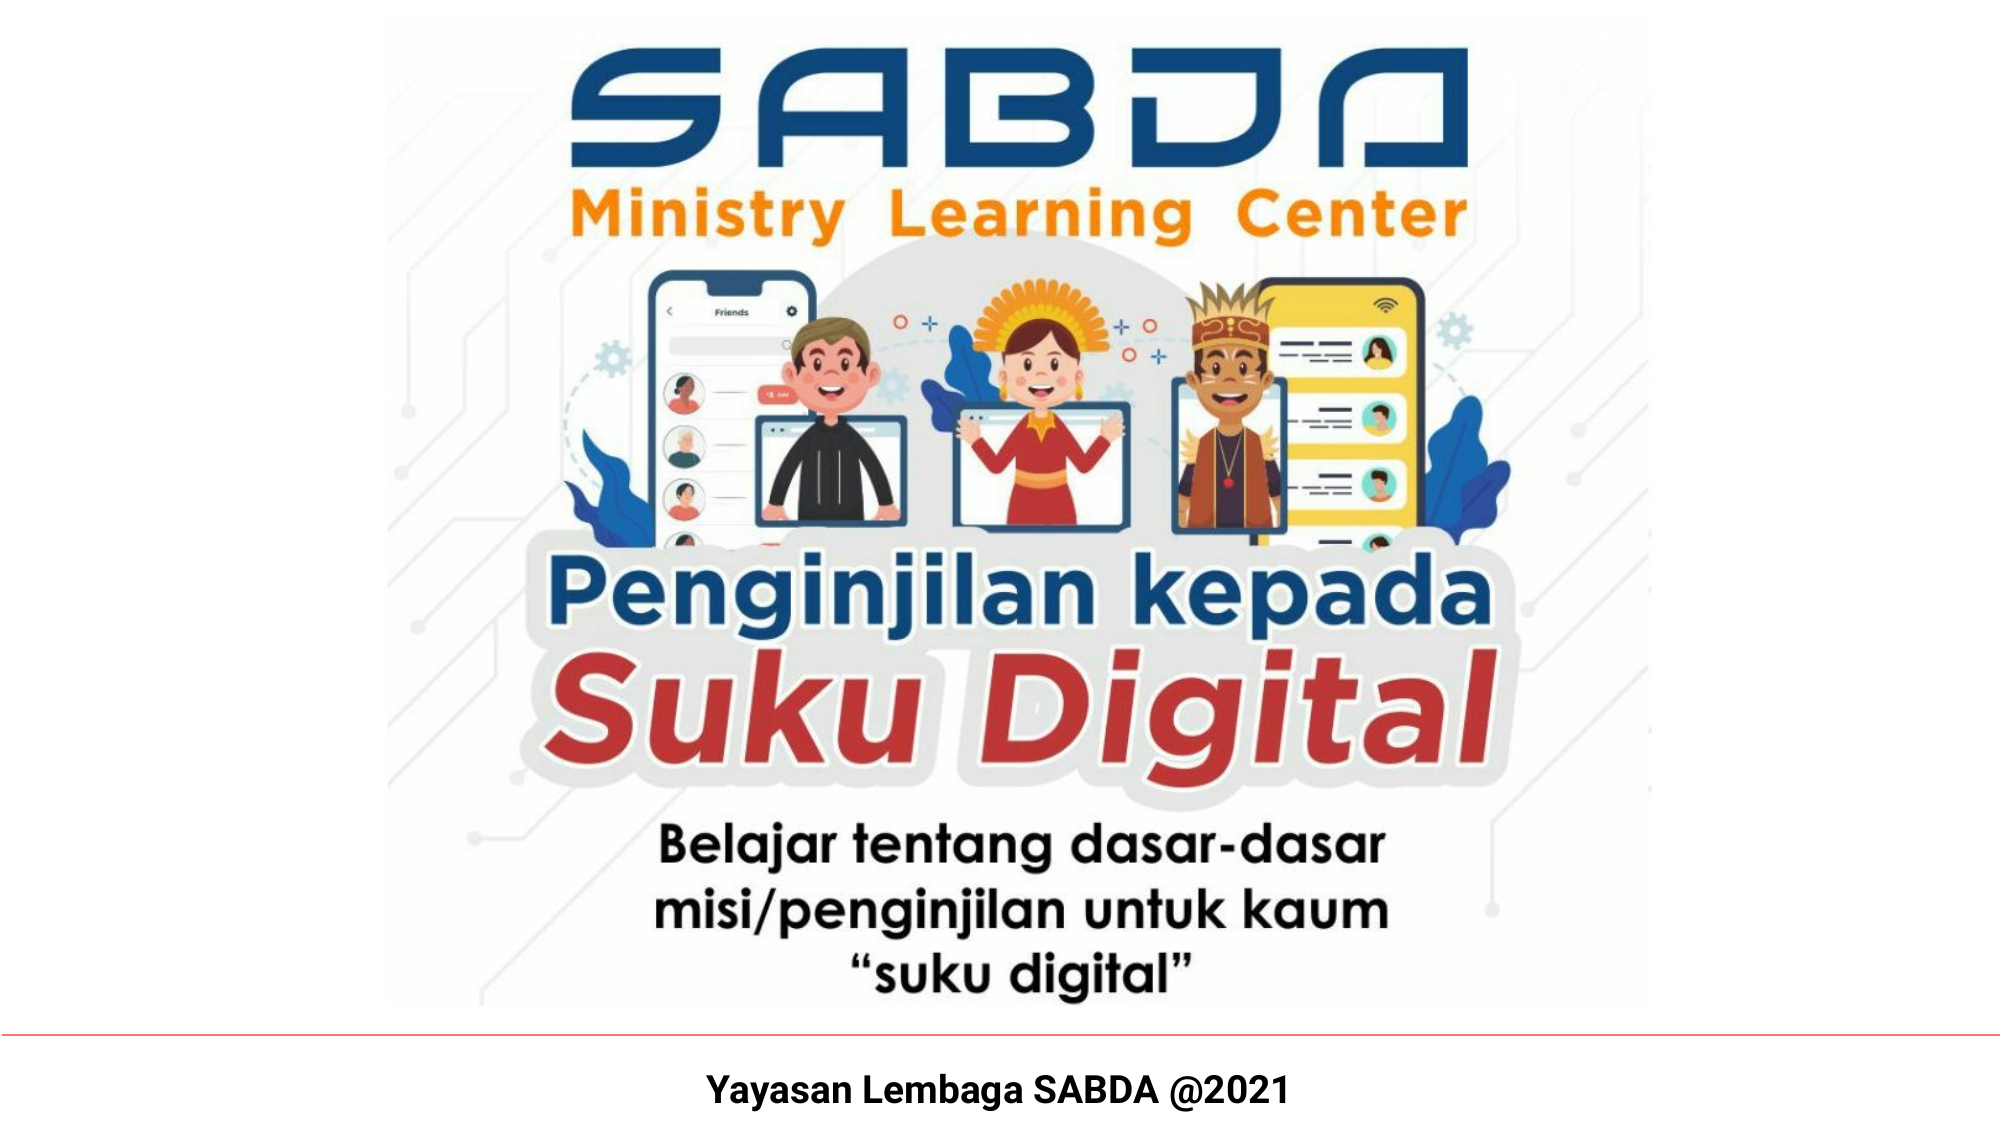 SABDA
Ministry Learning Center
Friends
Add
Penginjilan kepada
Suku Digital
Belajar tentang dasar-dasar
misi/penginjilan untuk kaum
“suku digital”
Yayasan Lembaga SABDA @2021